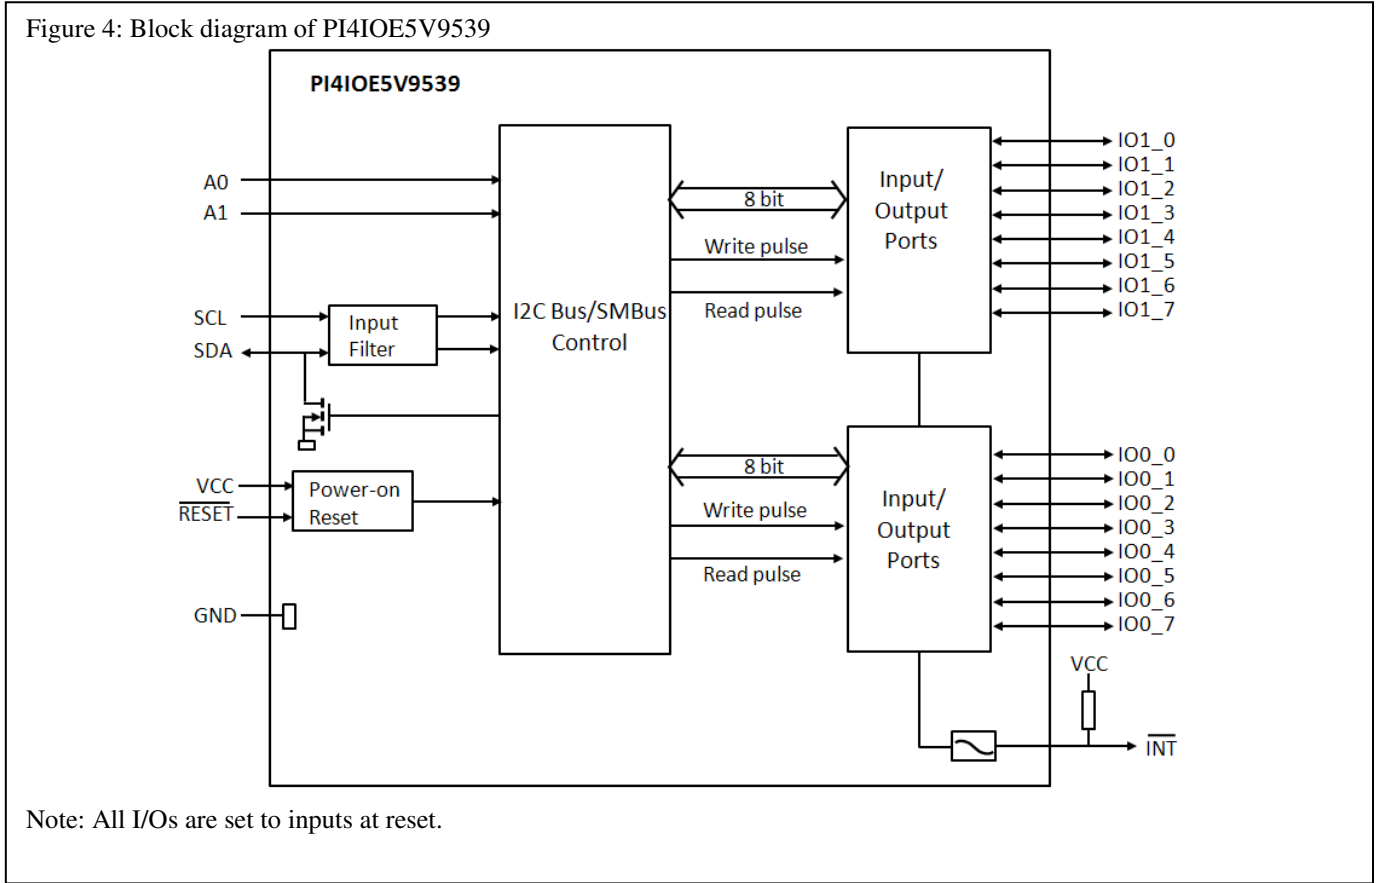 Figure 4: Block diagram of PI4IOE5V9539
PI4IOE5V9539
A0
A1
SCL
SDA
Input
Filter
VCC
RESET
Power-on
Reset
GND
I2C Bus/SMBus
Control
8 bit
Write pulse
Read pulse
Input/
Output
Ports
IO1_0
IO1_1
IO1_2
IO1_3
IO1_4
IO1_5
IO1_6
IO1_7
8 bit
Write pulse
Read pulse
Input/
Output
Ports
IO0_0
IO0_1
IO0_2
IO0_3
IO0_4
IO0_5
IO0_6
IO0_7
VCC
INT
Note: All I/Os are set to inputs at reset.